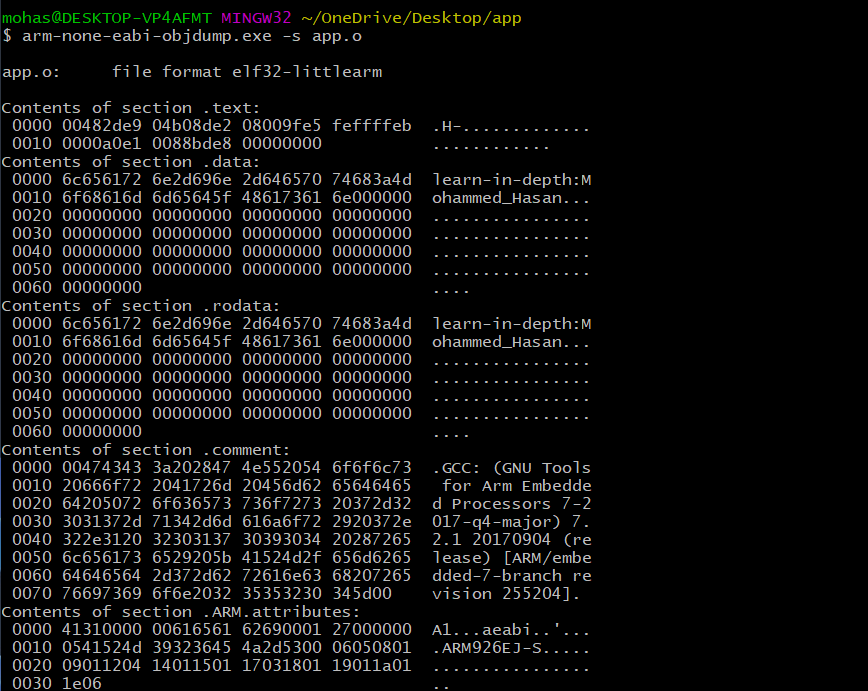 mohas@DESKTOP-VP4AFMT MINGW32 ~/OneDrive/Desktop/app
$ arm-none-eabi-objdump.exe -s app.o
app.o:     file format elf32-littlearm
Contents of section .text:
 0000 00482de9 04b08de2 08009fe5 feffffeb  .H-.............
 0010 0000a0e1 0088bde8 00000000           ............
Contents of section .data:
 0000 6c656172 6e2d696e 2d646570 74683a4d  learn-in-depth:M
 0010 6f68616d 6d65645f 48617361 6e000000  ohammed_Hasan...
 0020 00000000 00000000 00000000 00000000  ................
 0030 00000000 00000000 00000000 00000000  ................
 0040 00000000 00000000 00000000 00000000  ................
 0050 00000000 00000000 00000000 00000000  ................
 0060 00000000                             ....
Contents of section .rodata:
 0000 6c656172 6e2d696e 2d646570 74683a4d  learn-in-depth:M
 0010 6f68616d 6d65645f 48617361 6e000000  ohammed_Hasan...
 0020 00000000 00000000 00000000 00000000  ................
 0030 00000000 00000000 00000000 00000000  ................
 0040 00000000 00000000 00000000 00000000  ................
 0050 00000000 00000000 00000000 00000000  ................
 0060 00000000                             ....
Contents of section .comment:
 0000 00474343 3a202847 4e552054 6f6f6c73  .GCC: (GNU Tools
 0010 20666f72 2041726d 20456d62 65646465   for Arm Embedde
 0020 64205072 6f636573 736f7273 20372d32  d Processors 7-2
 0030 3031372d 71342d6d 616a6f72 2920372e  017-q4-major) 7.
 0040 322e3120 32303137 30393034 20287265  2.1 20170904 (re
 0050 6c656173 6529205b 41524d2f 656d6265  lease) [ARM/embe
 0060 64646564 2d372d62 72616e63 68207265  dded-7-branch re
 0070 76697369 6f6e2032 35353230 345d00    vision 255204].
Contents of section .ARM.attributes:
 0000 41310000 00616561 62690001 27000000  A1...aeabi..'...
 0010 0541524d 39323645 4a2d5300 06050801  .ARM926EJ-S.....
 0020 09011204 14011501 17031801 19011a01  ................
 0030 1e06                                 ..